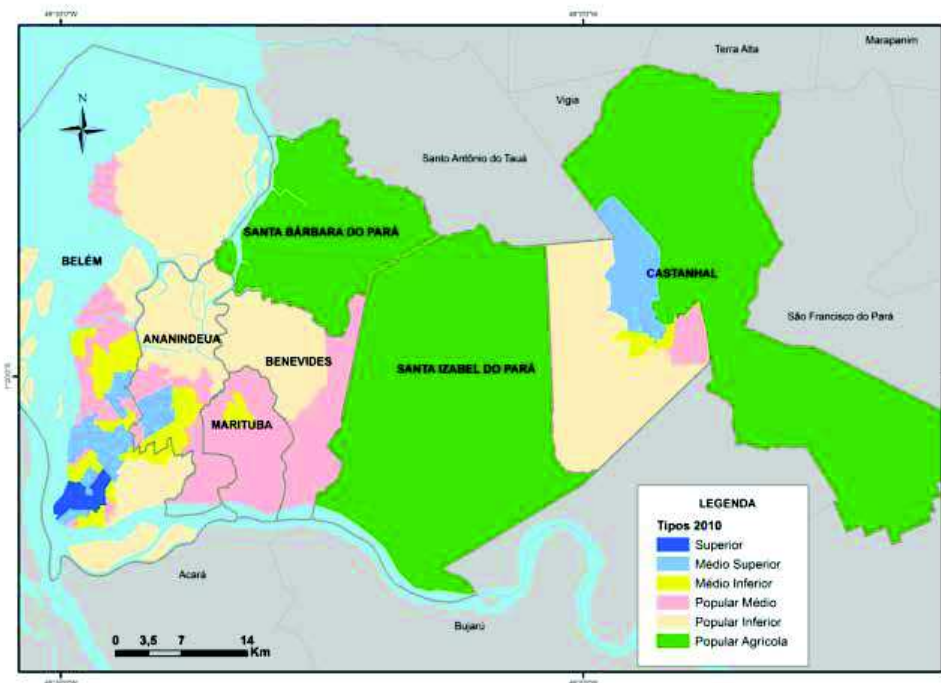 N
Terra Alta
Marapanim
Vigia
Santo Antônio do Tauá
SANTA BÁRBARA DO PARÁ
BELÉM
CASTANHAL
São Francisco do Pará
ANANINDEUA
BENEVIDES
SANTA IZABEL DO PARÁ
MARITUBA
Acará
Bujarú
0 3,5 7 14
Km
LEGENDA
Tipos 2010
Superior
Médio Superior
Médio Inferior
Popular Médio
Popular Inferior
Popular Agrícola